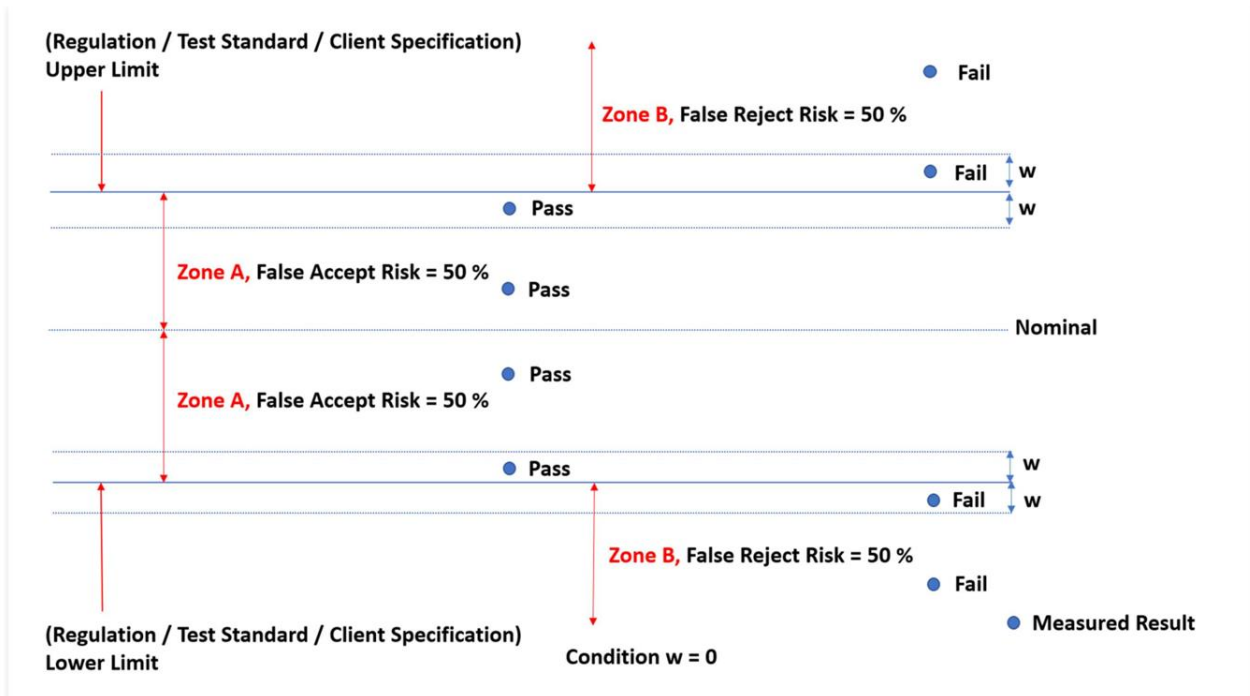 (Regulation / Test Standard / Client Specification)
Upper Limit
Fail
Zone B, False Reject Risk = 50 %
Fail
w
Pass
w
Zone A, False Accept Risk = 50 %
Pass
Nominal
Pass
Zone A, False Accept Risk = 50 %
Pass
w
Fail
w
Zone B, False Reject Risk = 50 %
Fail
Measured Result
(Regulation / Test Standard / Client Specification)
Lower Limit
Condition w = 0